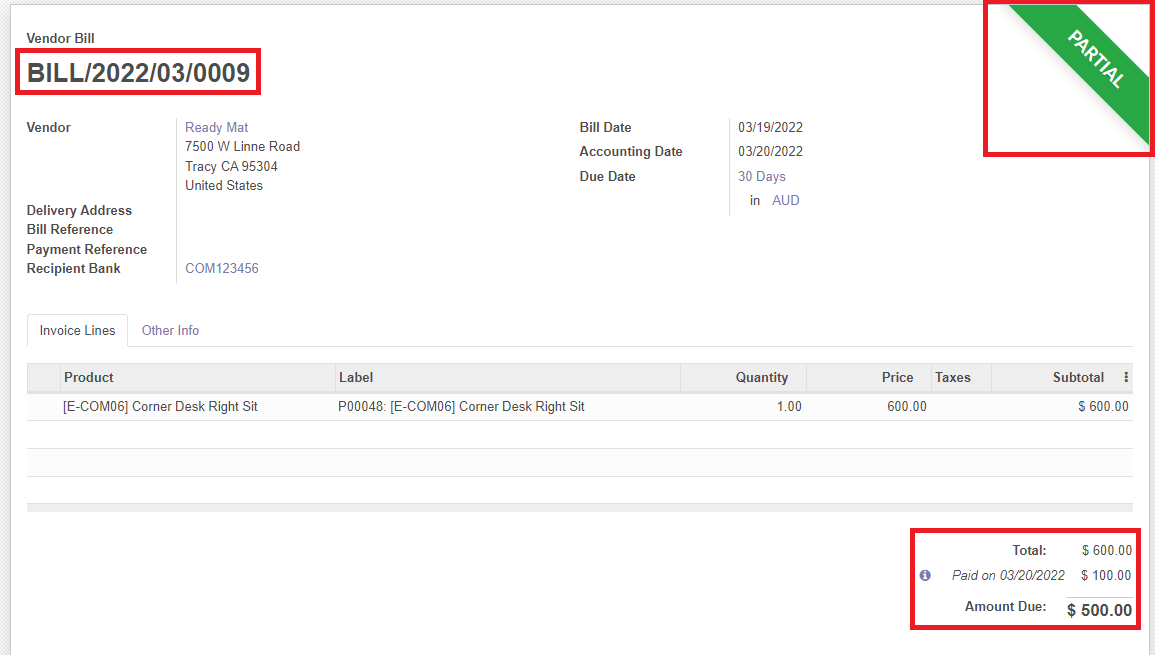 Vendor Bill
BILL/2022/03/0009
PARTIAL
Vendor Ready Mat
7500 W Linne Road
Tracy CA 95304
United States
Delivery Address
Bill Reference
Payment Reference
Recipient Bank COM123456
Bill Date 03/19/2022
Accounting Date 03/20/2022
Due Date 30 Days
in AUD
Invoice Lines Other Info
Product Label Quantity Price Taxes Subtotal
[E-COM06] Corner Desk Right Sit P00048: [E-COM06] Corner Desk Right Sit 1.00 600.00 $ 600.00
Total: $ 600.00
Paid on 03/20/2022 $ 100.00
Amount Due: $ 500.00